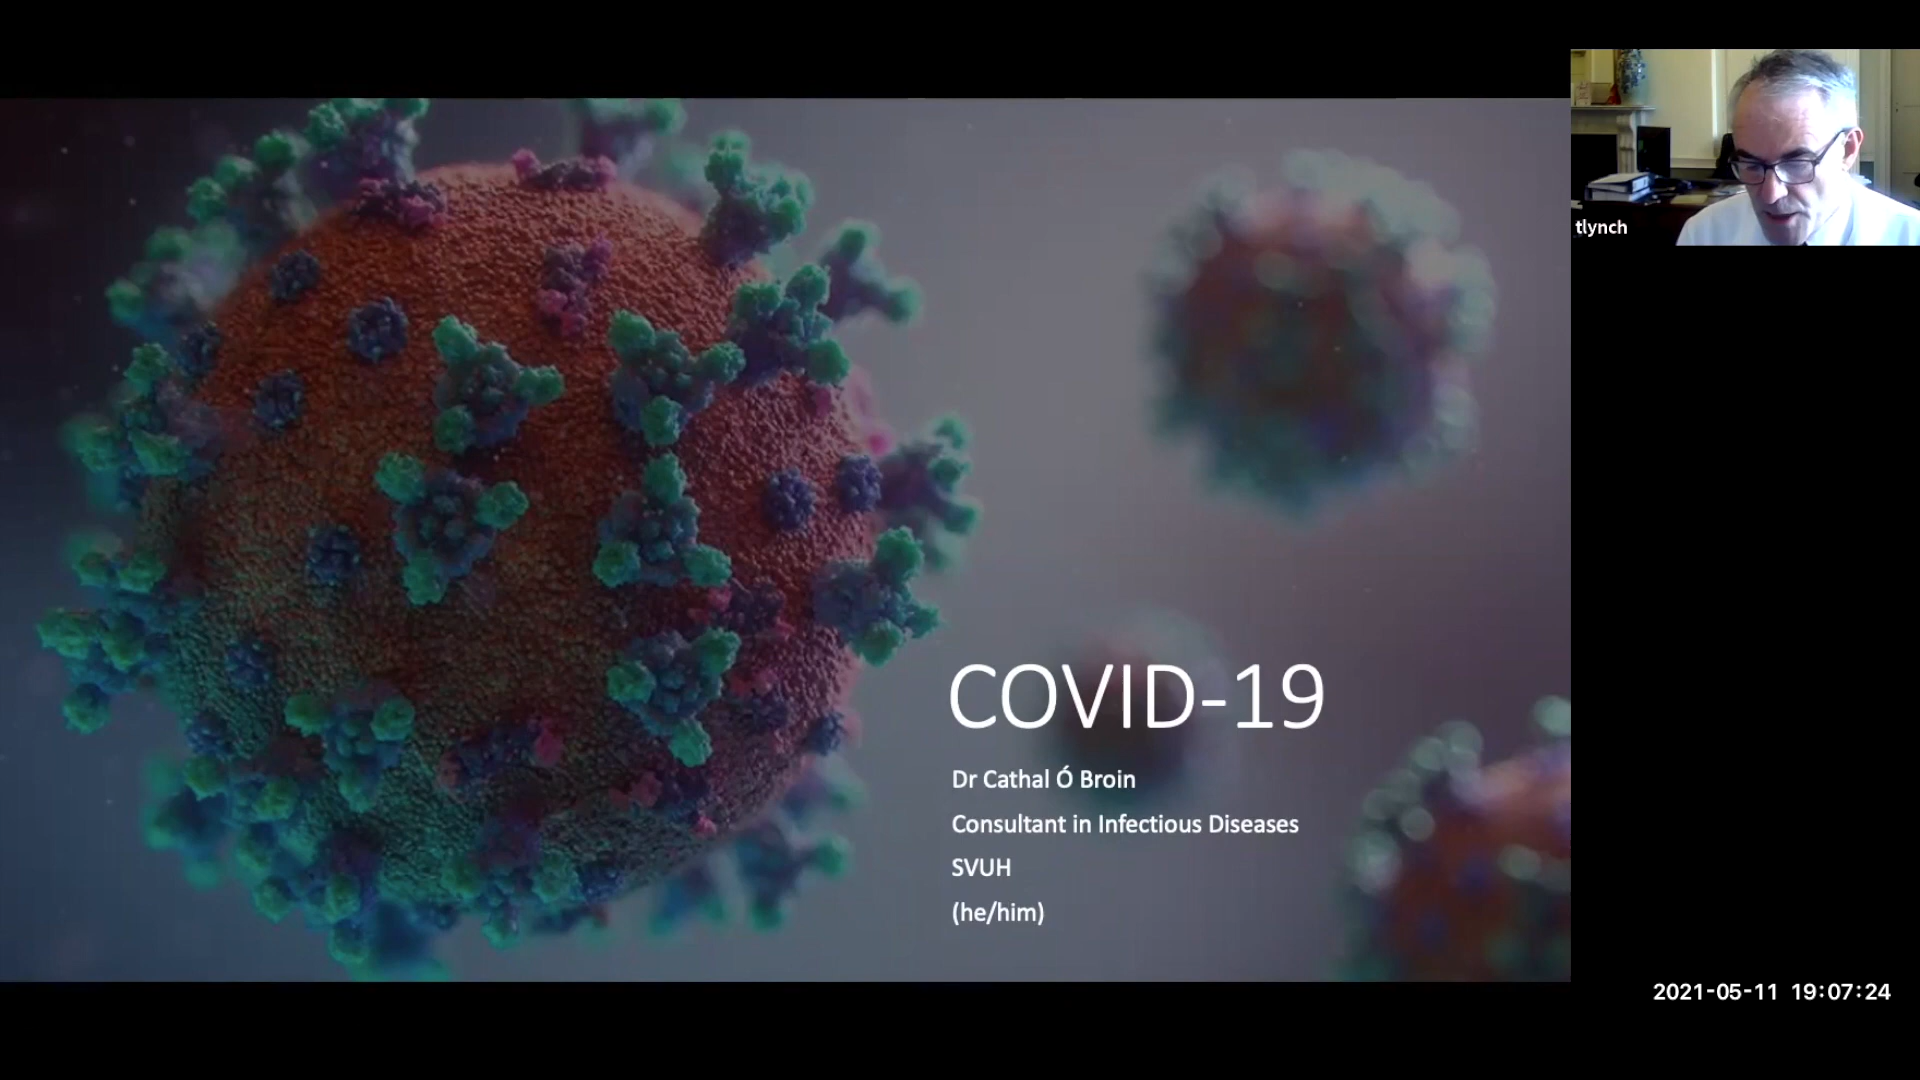 tlynch
COVID-19
Dr Cathal Ó Broin
Consultant in Infectious Diseases
SVUH
(he/him)
2021-05-11 19:07:24